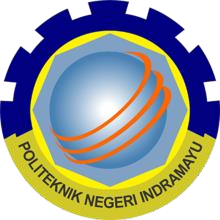 POLITEKNIK NEGERI INDRAMAYU